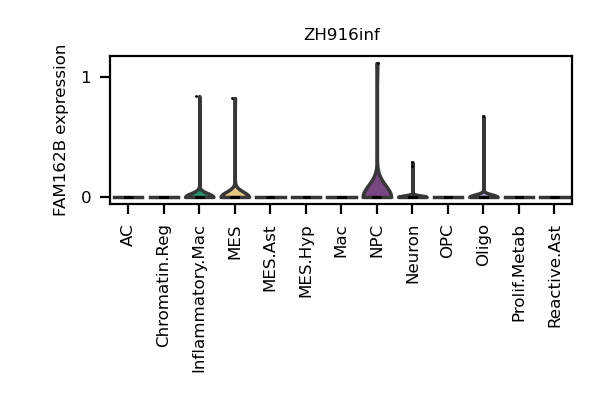 ZH916inf
FAM162B expression
1
0
AC
Chromatin.Reg
Inflammatory.Mac
MES
MES.Ast
MES.Hyp
Mac
NPC
Neuron
OPC
Oligo
Prolif.Metab
Reactive.Ast